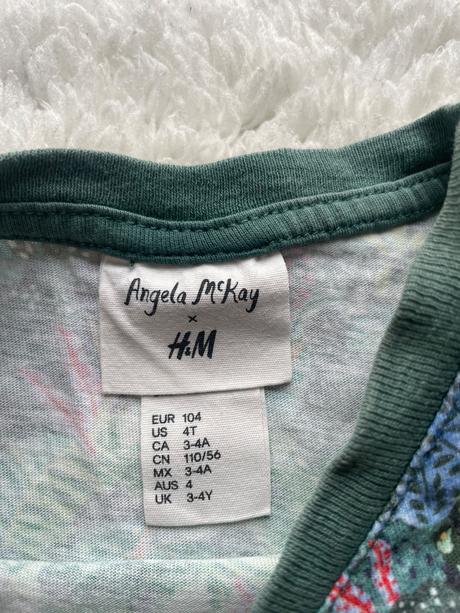 Angela McKay
×
H&M
EUR 104
US 4T
CA 3-4A
CN 110/56
MX 3-4A
AUS 4
UK 3-4Y